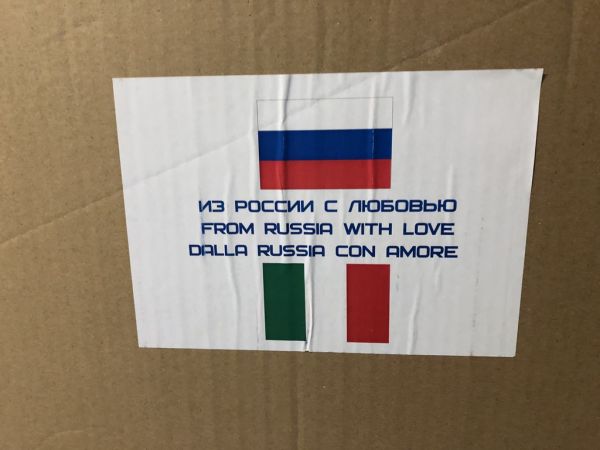 ИЗ РОССИИ С ЛЮБОВЬЮ
FROM RUSSIA WITH LOVE
DALLA RUSSIA CON AMORE